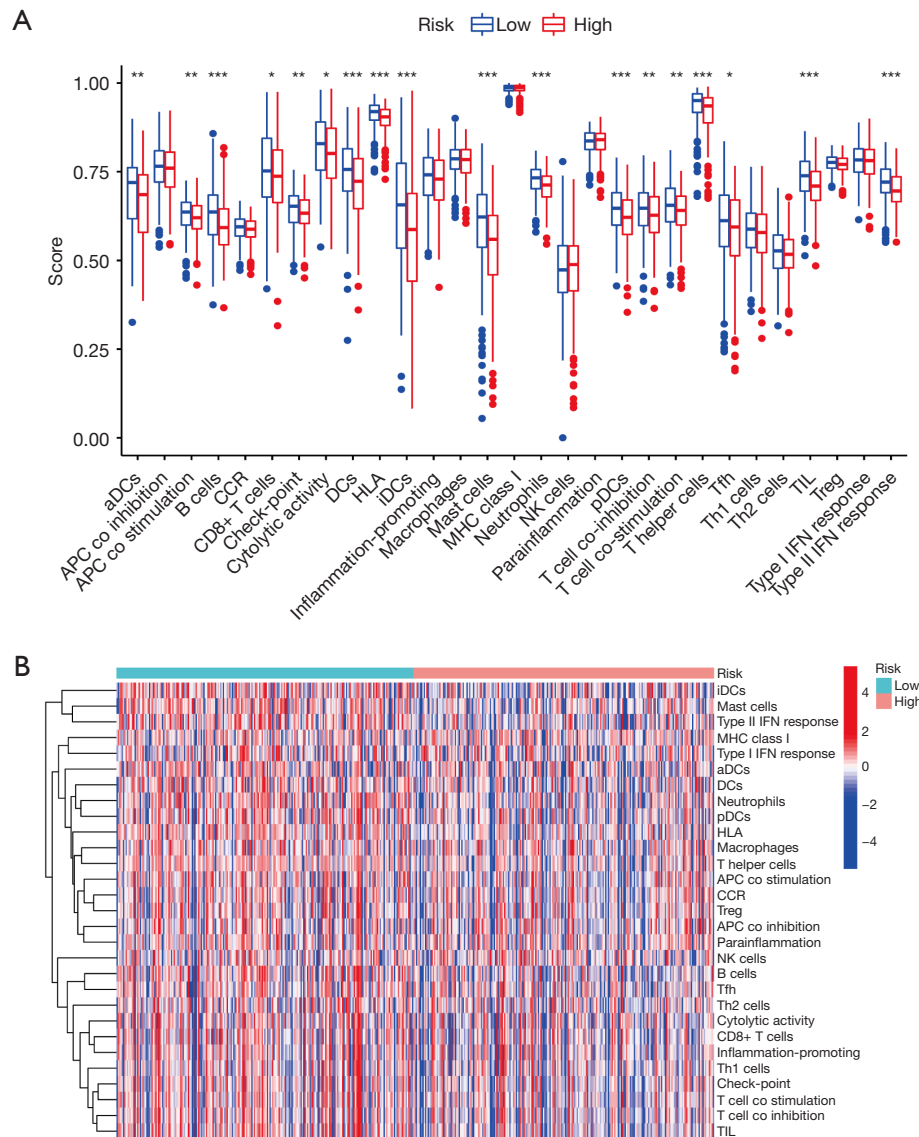 A
Risk Low High
** ** *** * ** * *** *** *** *** *** *** ** ** *** * *** ***
Score
1.00
0.75
0.50
0.25
0.00
aDCs
APC co inhibition
APC co stimulation
B cells
CCR
CD8+ T cells
Check-point
Cytolytic activity
DCs
HLA
iDCs
Inflammation-promoting
Macrophages
Mast cells
MHC class I
Neutrophils
NK cells
Parainflammation
pDCs
T cell co-inhibition
T cell co-stimulation
T helper cells
Tfh
Th1 cells
Th2 cells
TIL
Treg
Type I IFN response
Type II IFN response
B
Risk
iDCs
Mast cells
Type II IFN response
MHC class I
Type I IFN response
aDCs
DCs
Neutrophils
pDCs
HLA
Macrophages
T helper cells
APC co stimulation
CCR
Treg
APC co inhibition
Parainflammation
NK cells
B cells
Tfh
Th2 cells
Cytolytic activity
CD8+ T cells
Inflammation-promoting
Th1 cells
Check-point
T cell co stimulation
T cell co inhibition
TIL
4
2
0
−2
−4
Risk
Low
High